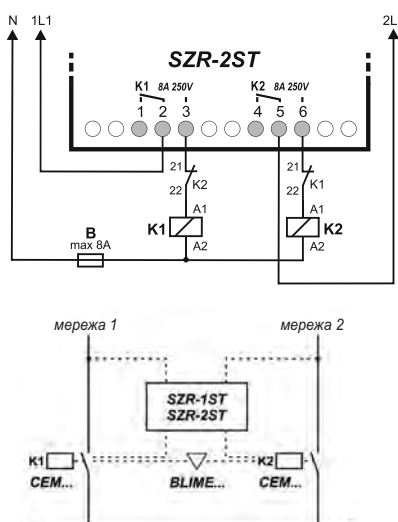 N 1L1 2L
SZR-2ST
K1 8A 250V K2 8A 250V
1 2 3 4 5 6
21 21
K2 K1
22 22
A1 A1
K1 K2
A2 A2
B
max 8A
мережа 1 мережа 2
SZR-1ST
SZR-2ST
K1 K2
CEM... BLIME... CEM...